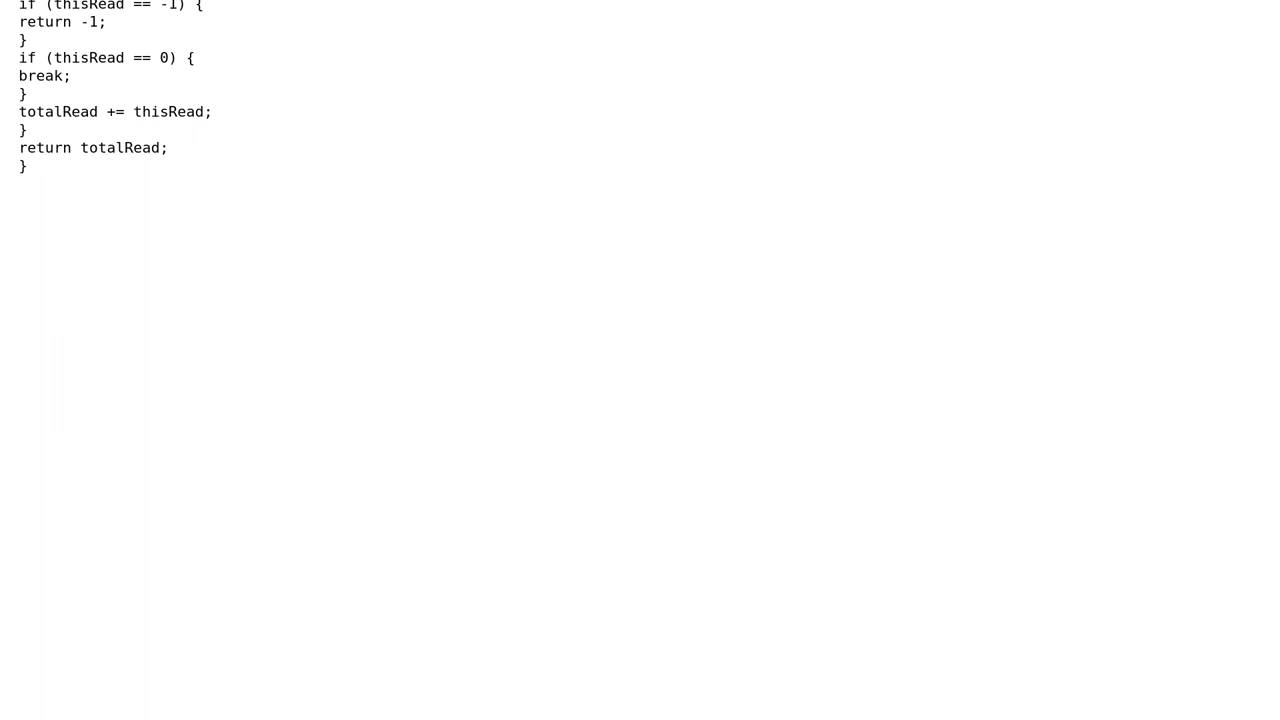 if (thisRead == -1) {
return -1;
}
if (thisRead == 0) {
break;
}
totalRead += thisRead;
}
return totalRead;
}